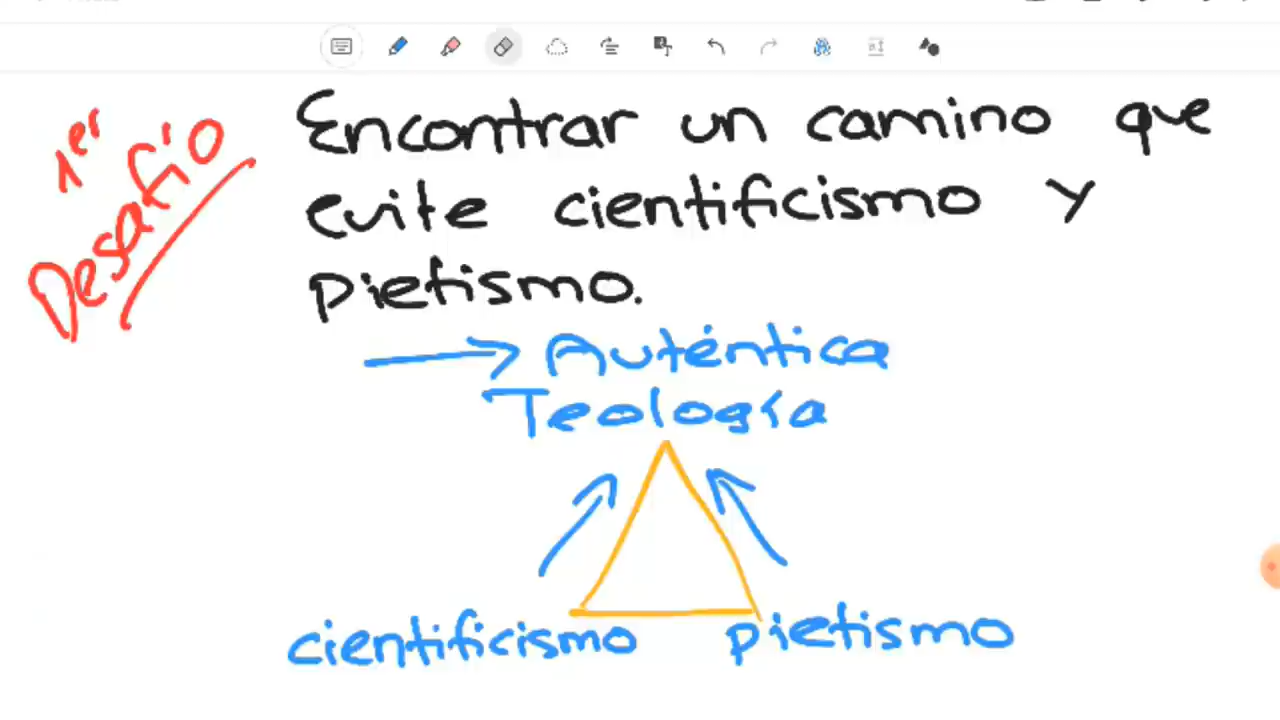 1er
Desafío
Encontrar un camino que
evite cientificismo y
pietismo.
→ Auténtica
Teología
cientificismo
pietismo